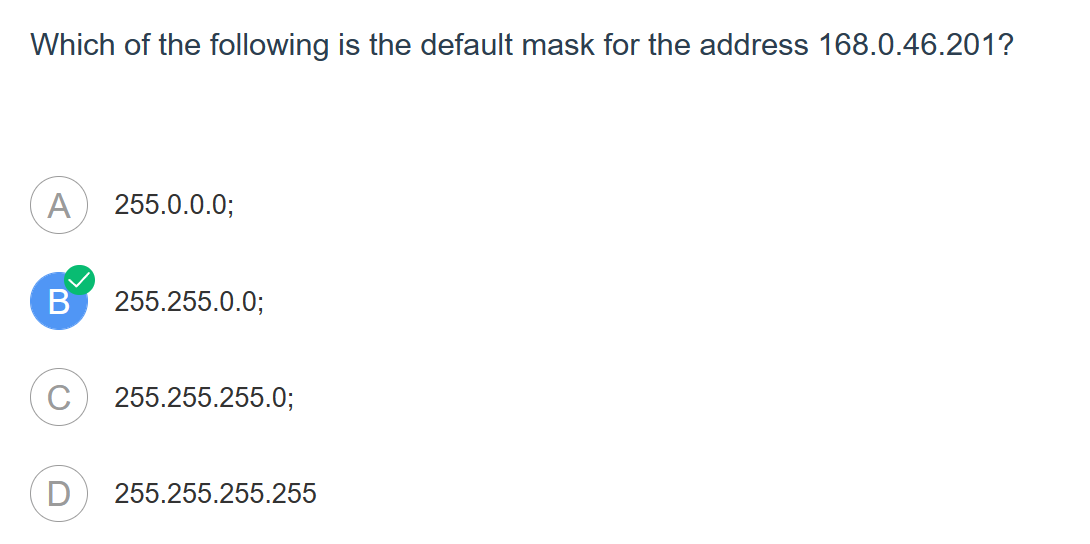 Which of the following is the default mask for the address 168.0.46.201?
A 255.0.0.0;
B 255.255.0.0;
C 255.255.255.0;
D 255.255.255.255